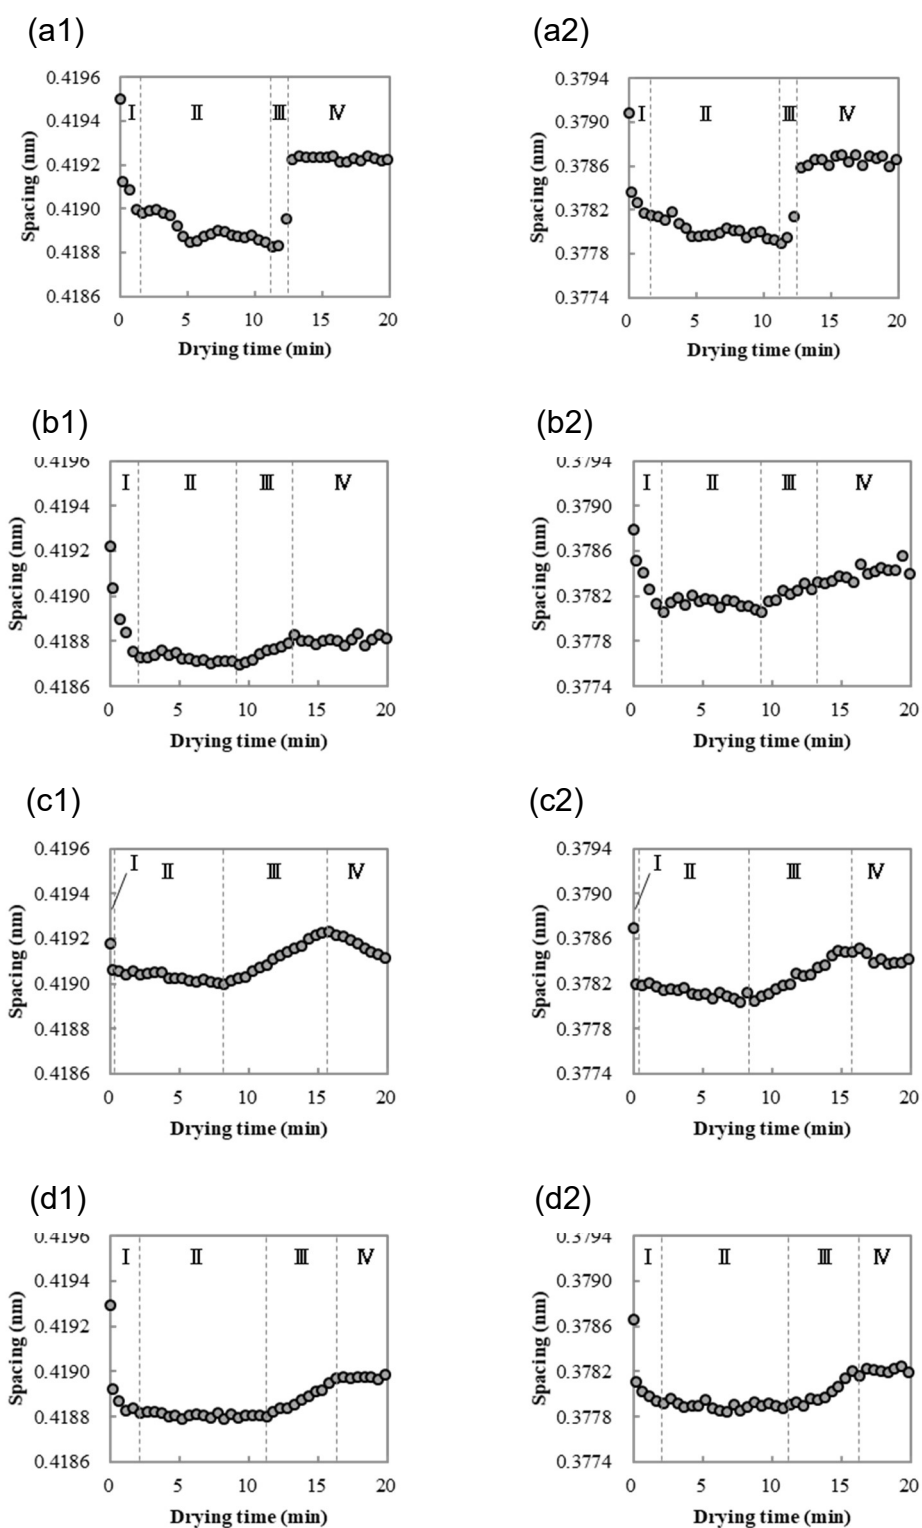 (a1)
0.4196
0.4194
0.4192
0.4190
0.4188
0.4186
Spacing (nm)
I II III IV
0 5 10 15 20
Drying time (min)
(a2)
0.3794
0.3790
0.3786
0.3782
0.3778
0.3774
Spacing (nm)
I II III IV
0 5 10 15 20
Drying time (min)
(b1)
0.4196
0.4194
0.4192
0.4190
0.4188
0.4186
Spacing (nm)
I II III IV
0 5 10 15 20
Drying time (min)
(b2)
0.3794
0.3790
0.3786
0.3782
0.3778
0.3774
Spacing (nm)
I II III IV
0 5 10 15 20
Drying time (min)
(c1)
0.4196
0.4194
0.4192
0.4190
0.4188
0.4186
Spacing (nm)
I II III IV
0 5 10 15 20
Drying time (min)
(c2)
0.3794
0.3790
0.3786
0.3782
0.3778
0.3774
Spacing (nm)
I II III IV
0 5 10 15 20
Drying time (min)
(d1)
0.4196
0.4194
0.4192
0.4190
0.4188
0.4186
Spacing (nm)
I II III IV
0 5 10 15 20
Drying time (min)
(d2)
0.3794
0.3790
0.3786
0.3782
0.3778
0.3774
Spacing (nm)
I II III IV
0 5 10 15 20
Drying time (min)